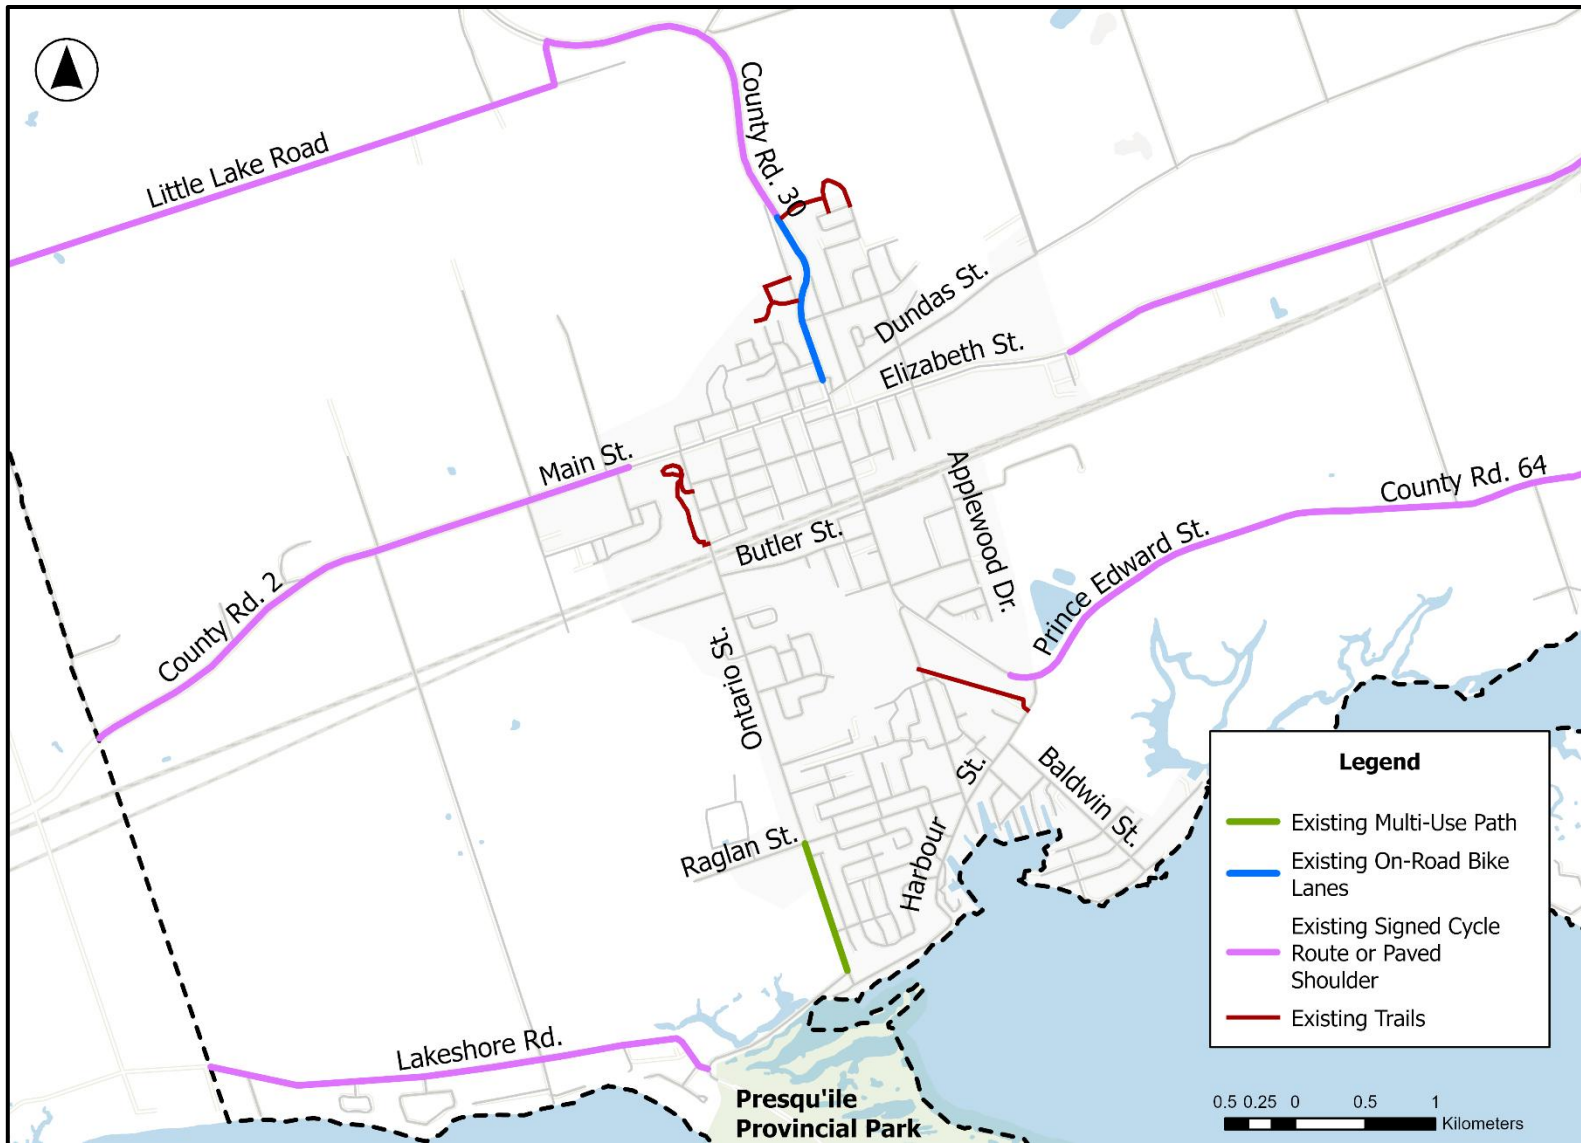 County Rd. 30
Little Lake Road
Dundas St.
Elizabeth St.
Main St.
Applewood Dr.
County Rd. 64
Butler St.
Prince Edward St.
County Rd. 2
Ontario St.
Baldwin St.
Harbour St.
Raglan St.
Lakeshore Rd.
Presqu'ile
Provincial Park
Legend
Existing Multi-Use Path
Existing On-Road Bike
Lanes
Existing Signed Cycle
Route or Paved
Shoulder
Existing Trails
0.5 0.25 0 0.5 1
Kilometers